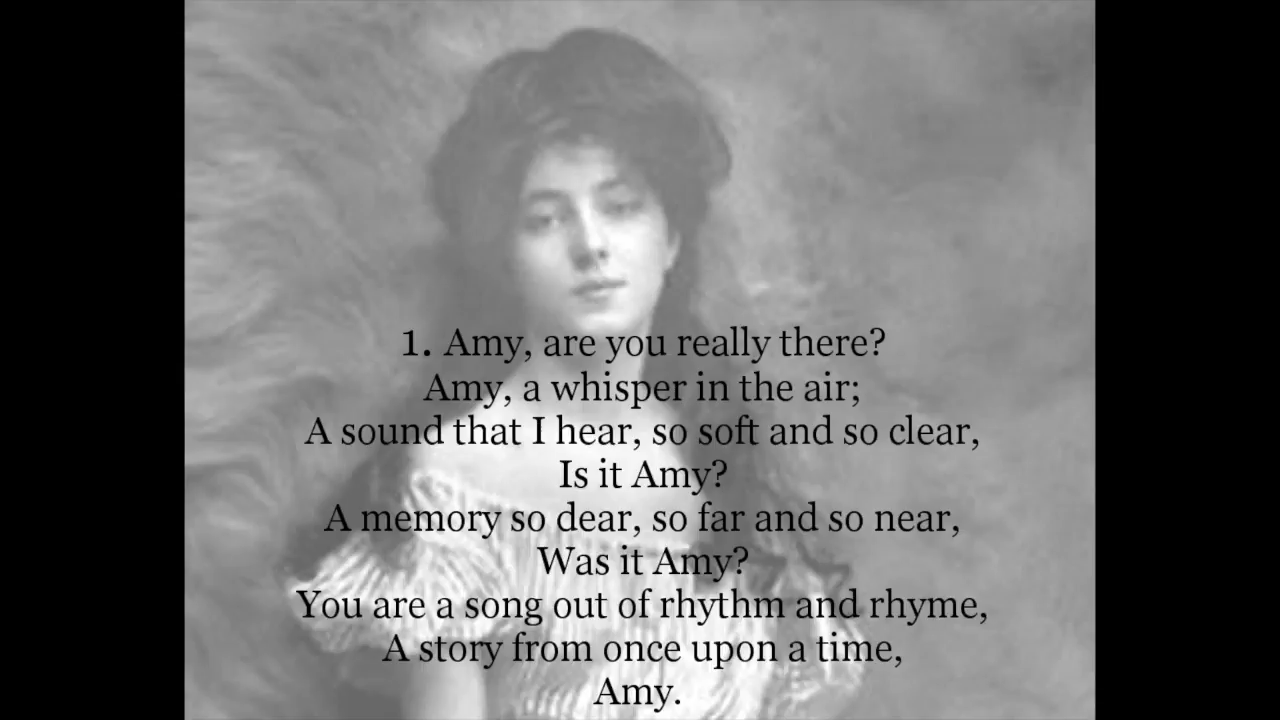 1. Amy, are you really there?
Amy, a whisper in the air;
A sound that I hear, so soft and so clear,
Is it Amy?
A memory so dear, so far and so near,
Was it Amy?
You are a song out of rhythm and rhyme,
A story from once upon a time,
Amy.